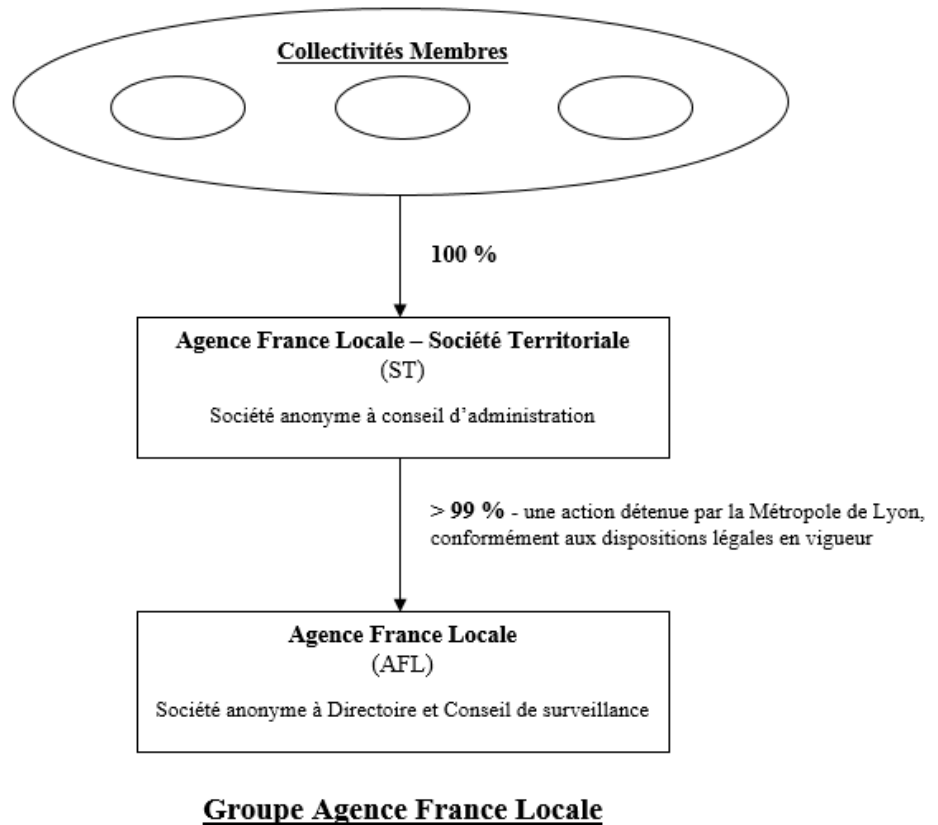 Collectivités Membres
100 %
Agence France Locale – Société Territoriale
(ST)
Société anonyme à conseil d’administration
> 99 % - une action détenue par la Métropole de Lyon,
conformément aux dispositions légales en vigueur
Agence France Locale
(AFL)
Société anonyme à Directoire et Conseil de surveillance
Groupe Agence France Locale